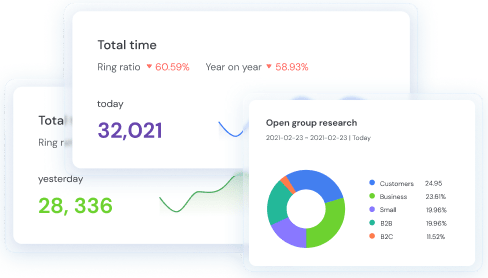 Total time
Ring ratio 60.59% Year on year 58.93%
today
32,021
Total
Ring
yesterday
28, 336
Open group research
2021-02-23 ~ 2021-02-23 | Today
Customers 24.95
Business 23.61%
Small 19.96%
B2B 19.96%
B2C 11.52%